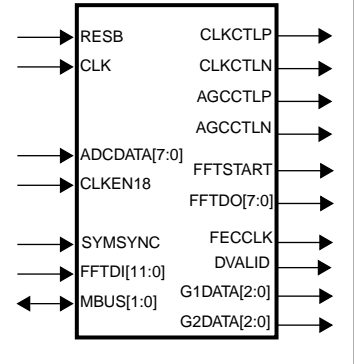 RESB
CLK
ADCDATA[7:0]
CLKEN18
SYMSYNC
FFTDI[11:0]
MBUS[1:0]
CLKCTLP
CLKCTLN
AGCCTLP
AGCCTLN
FFTSTART
FFTDO[7:0]
FECCLK
DVALID
G1DATA[2:0]
G2DATA[2:0]